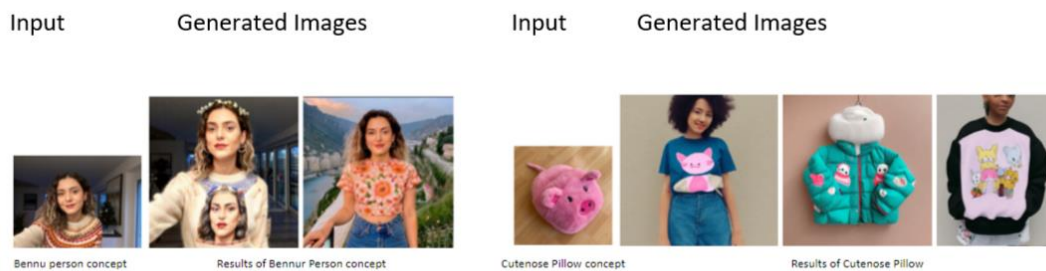 Input Generated Images Input Generated Images
Bennu person concept Results of Bennur Person concept Cutenose Pillow concept Results of Cutenose Pillow